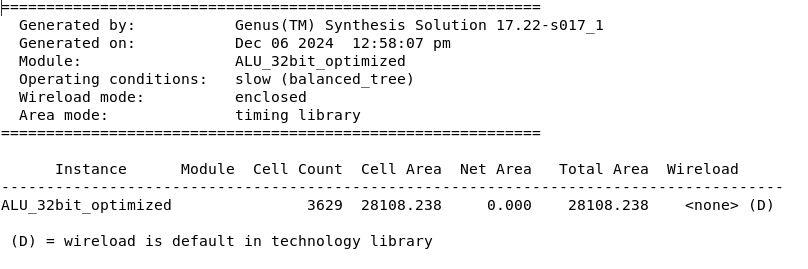 ============================================================
  Generated by:           Genus(TM) Synthesis Solution 17.22-s017_1
  Generated on:           Dec 06 2024  12:58:07 pm
  Module:                 ALU_32bit_optimized
  Operating conditions:   slow (balanced_tree)
  Wireload mode:          enclosed
  Area mode:              timing library
============================================================
      Instance      Module  Cell Count  Cell Area  Net Area   Total Area  Wireload
---------------------------------------------------------------------------------------
ALU_32bit_optimized               3629  28108.238     0.000    28108.238    <none> (D)
 (D) = wireload is default in technology library